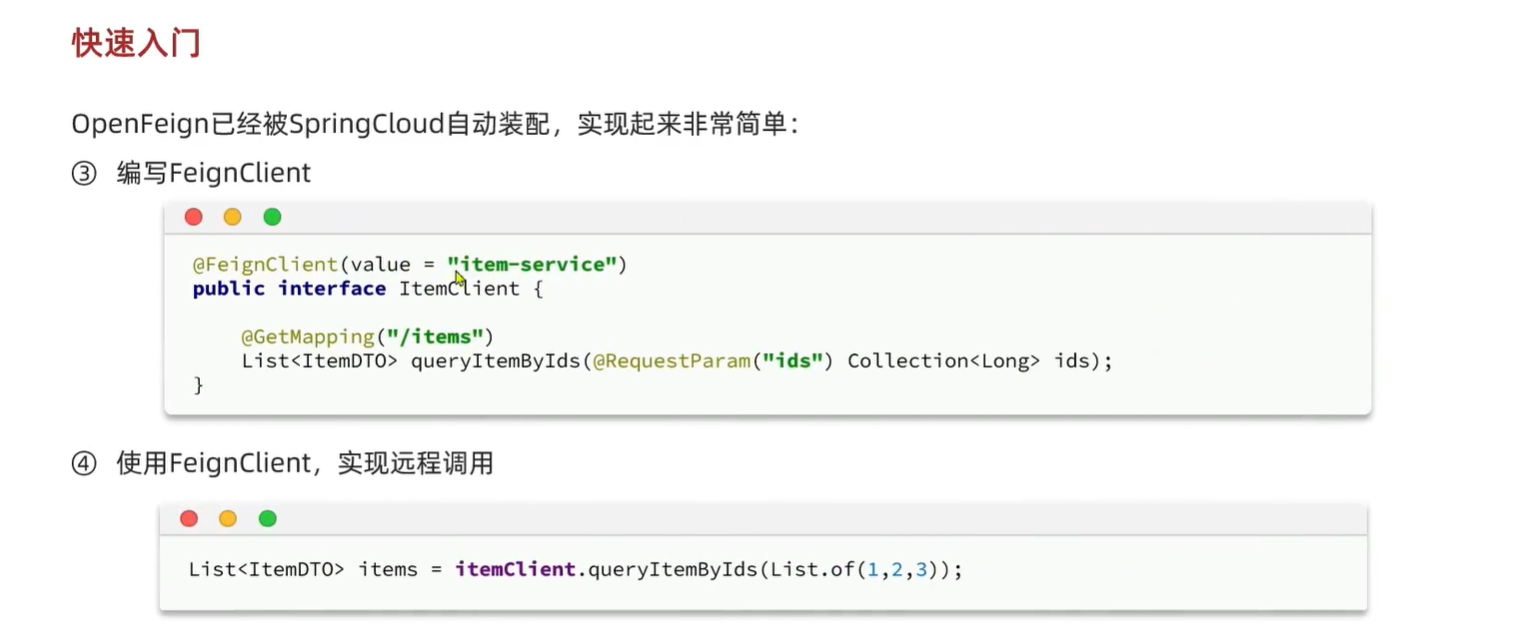 快速入门
OpenFeign已经被SpringCloud自动装配，实现起来非常简单：
③ 编写FeignClient
@FeignClient(value = "item-service")
public interface ItemClient {
@GetMapping("/items")
List<ItemDTO> queryItemByIds(@RequestParam("ids") Collection<Long> ids);
}
④ 使用FeignClient，实现远程调用
List<ItemDTO> items = itemClient.queryItemByIds(List.of(1,2,3));